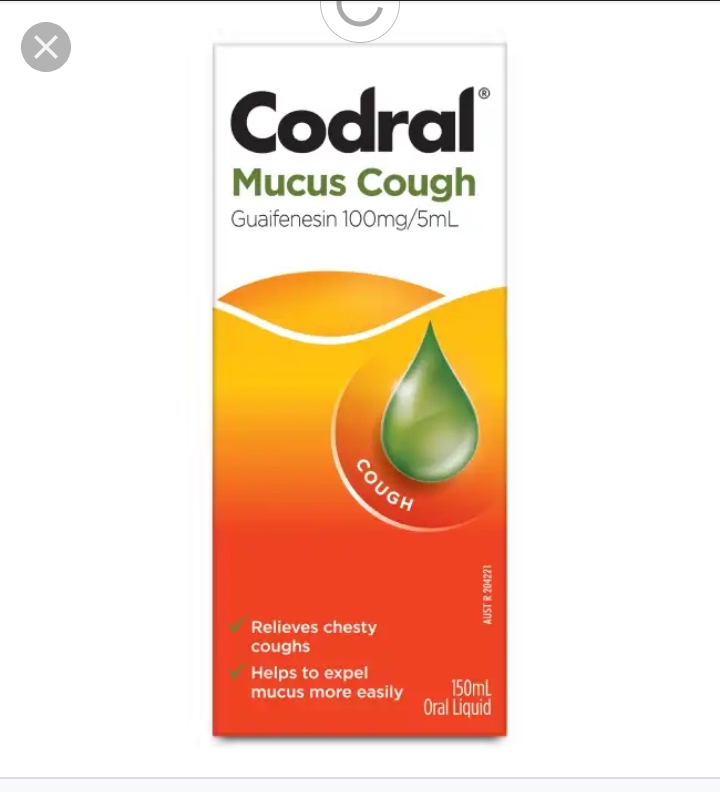 Codral®
Mucus Cough
Guaifenesin 100mg/5mL
COUGH
AUST R 204221
Relieves chesty
coughs
Helps to expel
mucus more easily
150mL
Oral Liquid